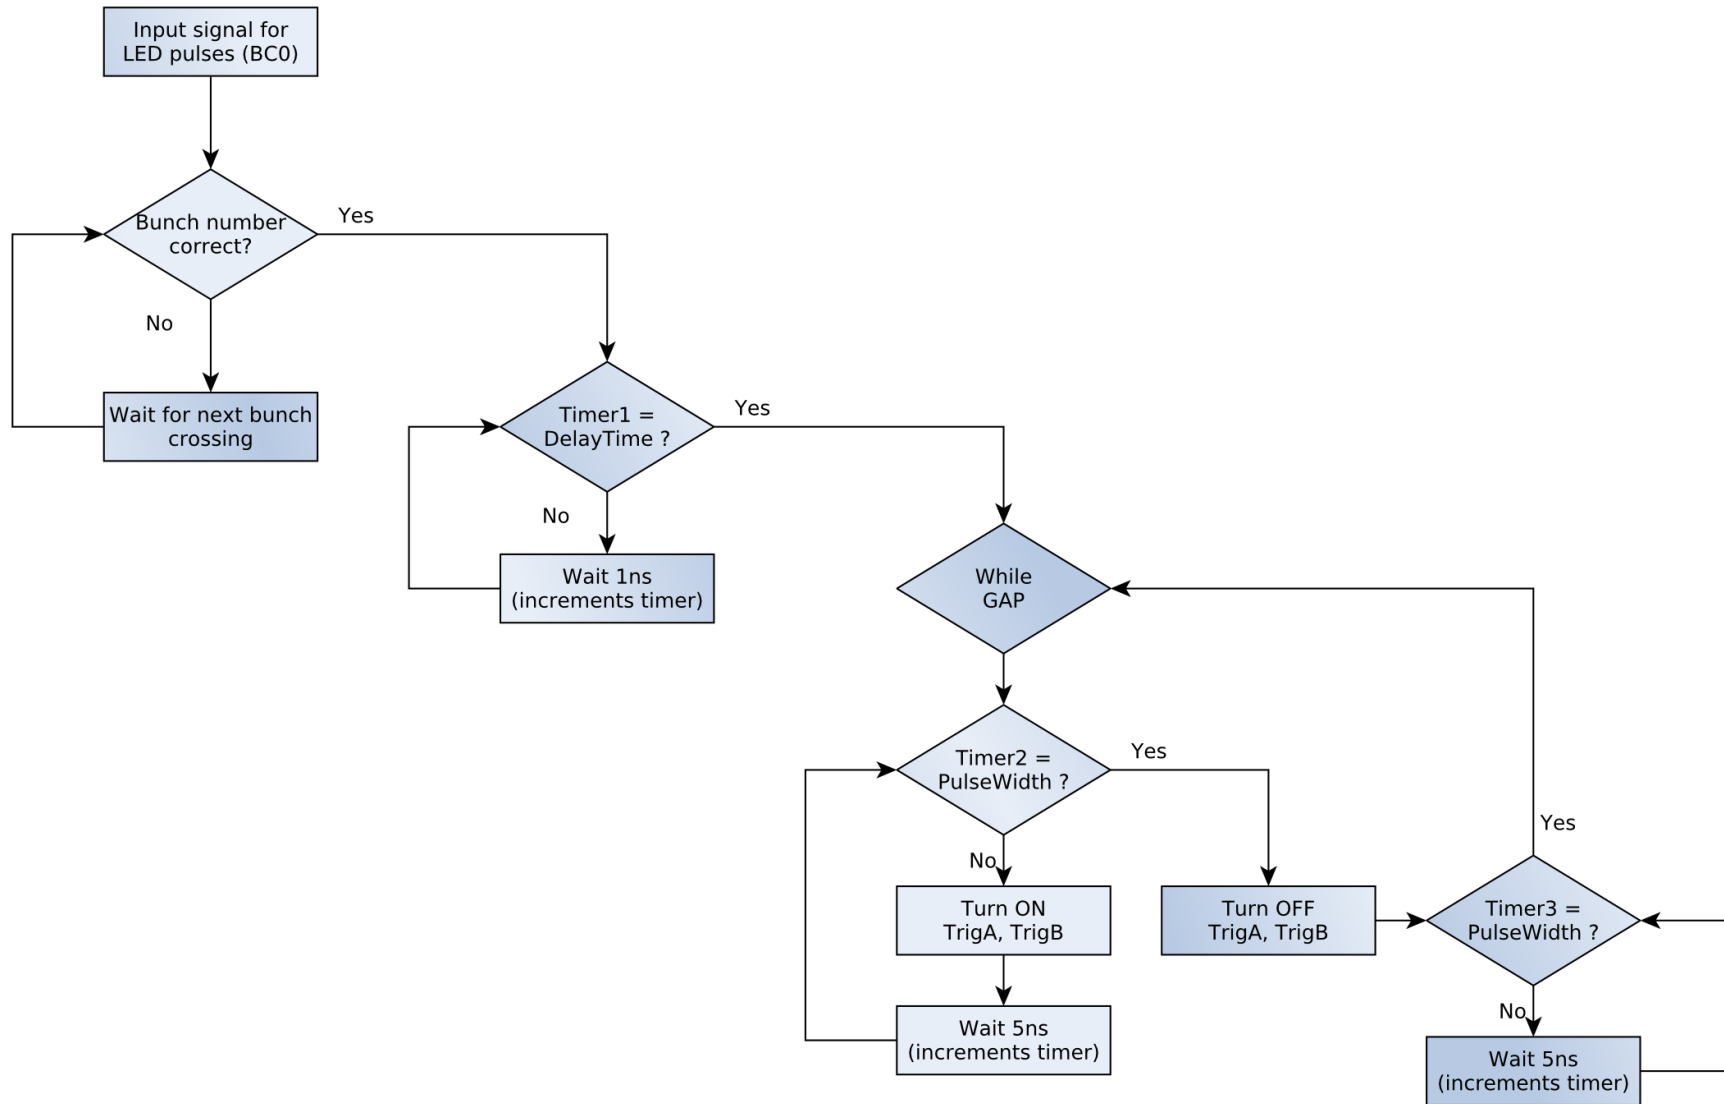 Input signal for
LED pulses (BC0)
Bunch number
correct?
Yes
No
Wait for next bunch
crossing
Timer1 =
DelayTime ?
Yes
No
Wait 1ns
(increments timer)
While
GAP
Timer2 =
PulseWidth ?
Yes
No
Turn ON
TrigA, TrigB
Wait 5ns
(increments timer)
Turn OFF
TrigA, TrigB
Yes
Timer3 =
PulseWidth ?
No
Wait 5ns
(increments timer)